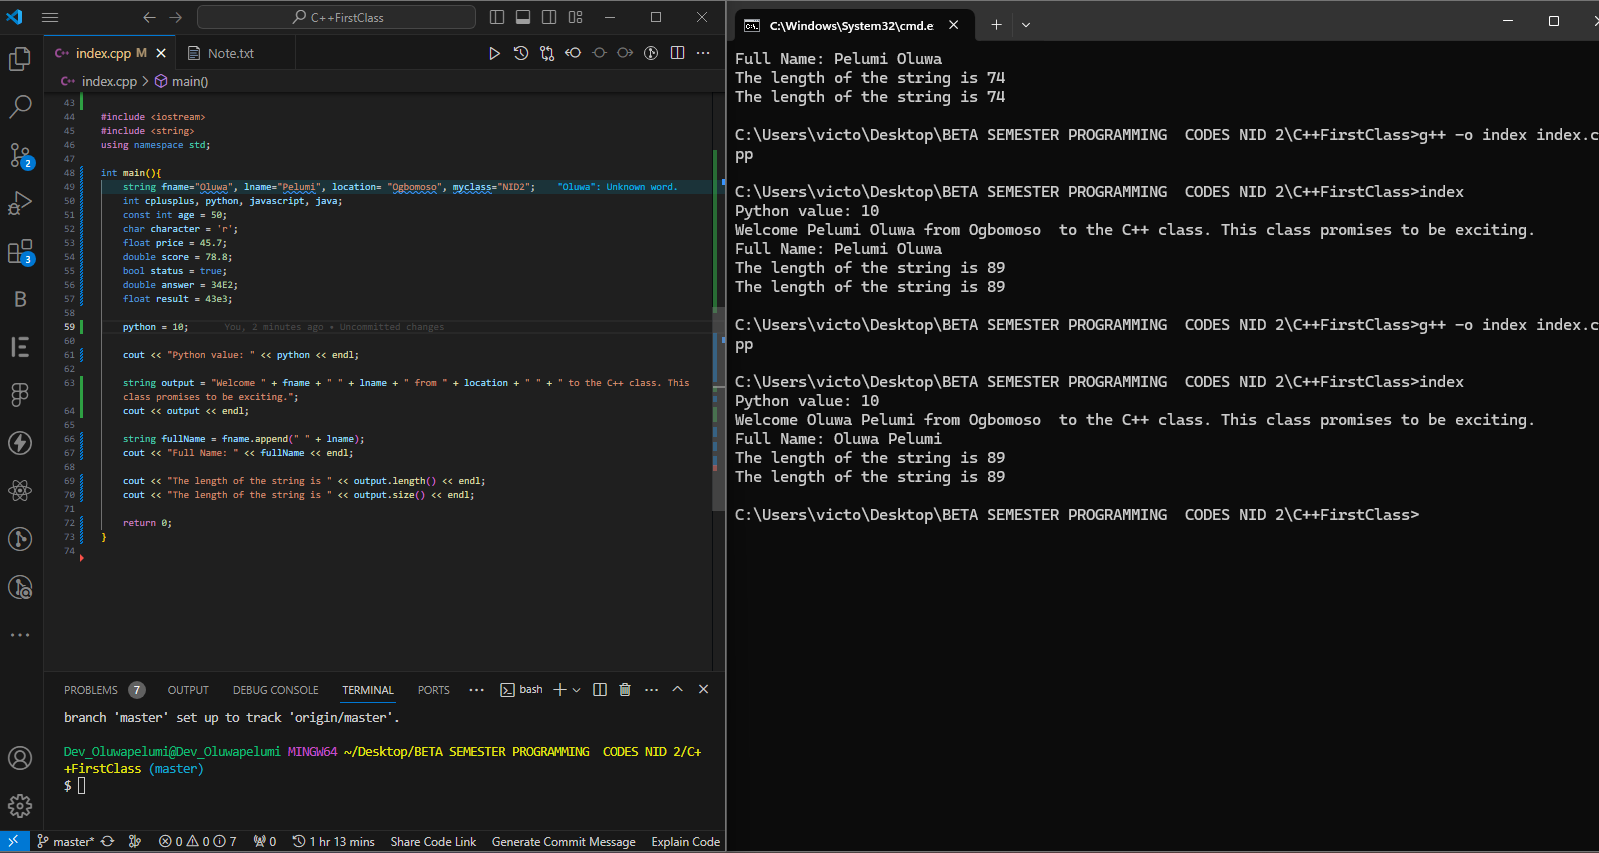 C++FirstClass
index.cpp M
Note.txt
index.cpp > main()
43
44 #include <iostream>
45 #include <string>
46 using namespace std;
47
48 int main(){
49 string fname="Oluwa", lname="Pelumi", location= "Ogbomoso", myclass="NID2"; "Oluwa": Unknown word.
50 int cplusplus, python, javascript, java;
51 const int age = 50;
52 char character = 'r';
53 float price = 45.7;
54 double score = 78.8;
55 bool status = true;
56 double answer = 34E2;
57 float result = 43e3;
58
59 python = 10; You, 2 minutes ago • Uncommitted changes
60
61 cout << "Python value: " << python << endl;
62
63 string output = "Welcome " + fname + " " + lname + " from " + location + " " + " to the C++ class. This
class promises to be exciting.";
64 cout << output << endl;
65
66 string fullName = fname.append(" " + lname);
67 cout << "Full Name: " << fullName << endl;
68
69 cout << "The length of the string is " << output.length() << endl;
70 cout << "The length of the string is " << output.size() << endl;
71
72 return 0;
73 }
74
2
3
B
PROBLEMS 7 OUTPUT DEBUG CONSOLE TERMINAL PORTS ... bash
branch 'master' set up to track 'origin/master'.
Dev_Oluwapelumi@Dev_Oluwapelumi MINGW64 ~/Desktop/BETA SEMESTER PROGRAMMING  CODES NID 2/C+
+FirstClass (master)
$
master* 0 0 7 0 1 hr 13 mins Share Code Link Generate Commit Message Explain Code
C:\Windows\System32\cmd.e
Full Name: Pelumi Oluwa
The length of the string is 74
The length of the string is 74
C:\Users\victo\Desktop\BETA SEMESTER PROGRAMMING  CODES NID 2\C++FirstClass>g++ -o index index.c
pp
C:\Users\victo\Desktop\BETA SEMESTER PROGRAMMING  CODES NID 2\C++FirstClass>index
Python value: 10
Welcome Pelumi Oluwa from Ogbomoso  to the C++ class. This class promises to be exciting.
Full Name: Pelumi Oluwa
The length of the string is 89
The length of the string is 89
C:\Users\victo\Desktop\BETA SEMESTER PROGRAMMING  CODES NID 2\C++FirstClass>g++ -o index index.c
pp
C:\Users\victo\Desktop\BETA SEMESTER PROGRAMMING  CODES NID 2\C++FirstClass>index
Python value: 10
Welcome Oluwa Pelumi from Ogbomoso  to the C++ class. This class promises to be exciting.
Full Name: Oluwa Pelumi
The length of the string is 89
The length of the string is 89
C:\Users\victo\Desktop\BETA SEMESTER PROGRAMMING  CODES NID 2\C++FirstClass>